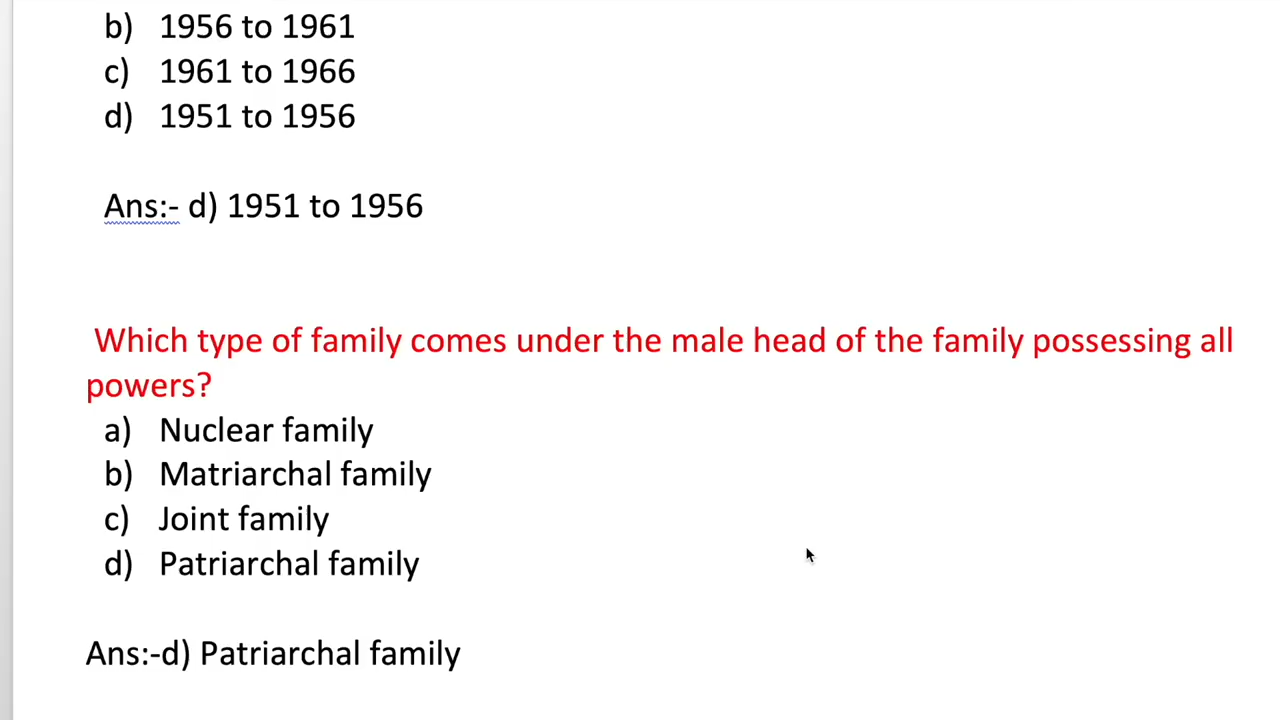 b) 1956 to 1961
c) 1961 to 1966
d) 1951 to 1956
Ans:- d) 1951 to 1956
Which type of family comes under the male head of the family possessing all
powers?
a) Nuclear family
b) Matriarchal family
c) Joint family
d) Patriarchal family
Ans:-d) Patriarchal family